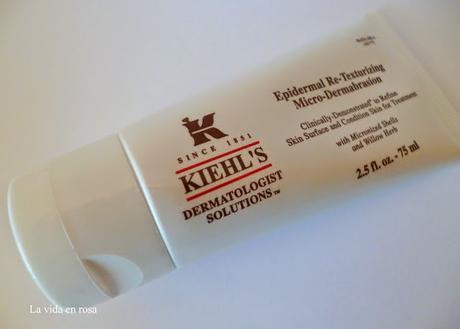 K
SINCE 1851
KIEHL'S
DERMATOLOGIST
SOLUTIONS™
Epidermal Re-Texturizing
Micro-Dermabrasion
Clinically-Demonstrated to Refine
Skin Surface and Condition Skin for Treatment
with Micronized Shells
and Willow Herb
2.5 fl. oz. - 75 ml
La vida en rosa